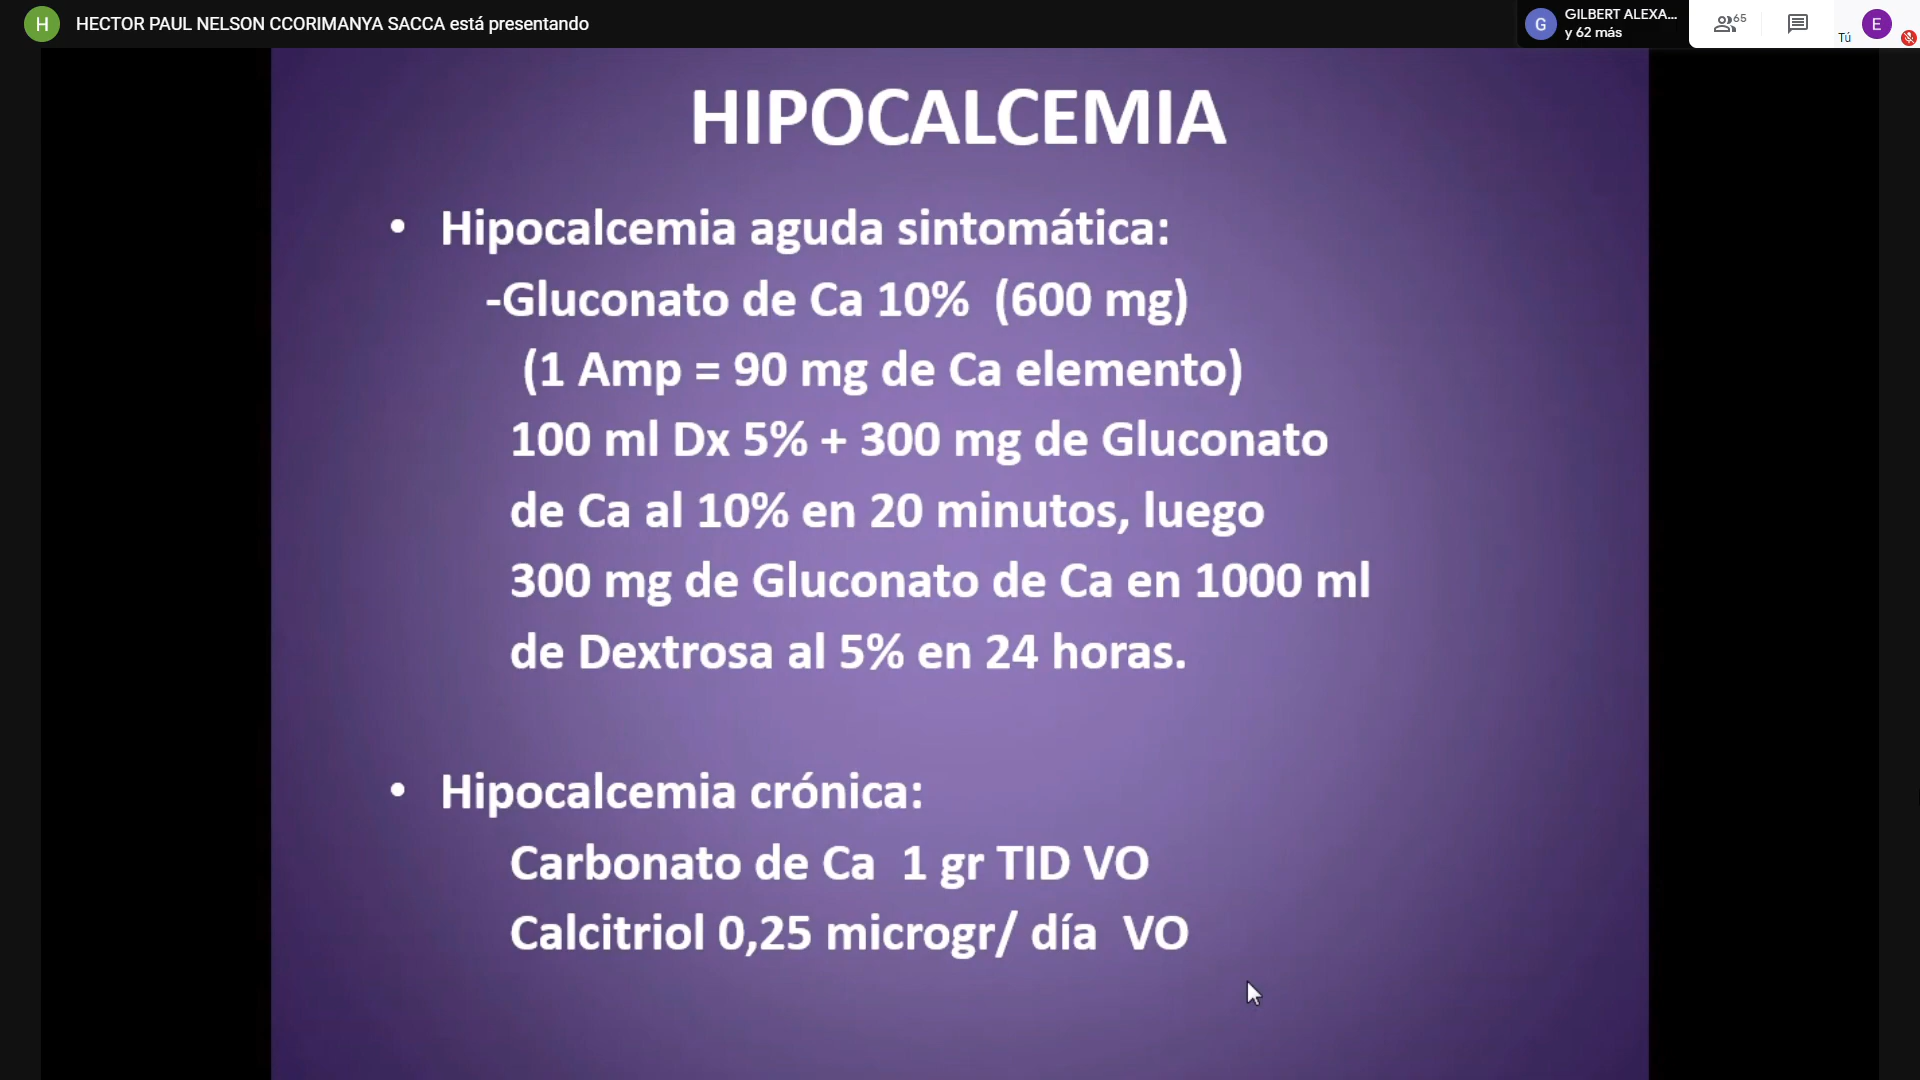 H HECTOR PAUL NELSON CCORIMANYA SACCA está presentando
G GILBERT ALEXA...
y 62 más
65
Tú
E
HIPOCALCEMIA
• Hipocalcemia aguda sintomática:
-Gluconato de Ca 10% (600 mg)
(1 Amp = 90 mg de Ca elemento)
100 ml Dx 5% + 300 mg de Gluconato
de Ca al 10% en 20 minutos, luego
300 mg de Gluconato de Ca en 1000 ml
de Dextrosa al 5% en 24 horas.
• Hipocalcemia crónica:
Carbonato de Ca 1 gr TID VO
Calcitriol 0,25 microgr/ día VO